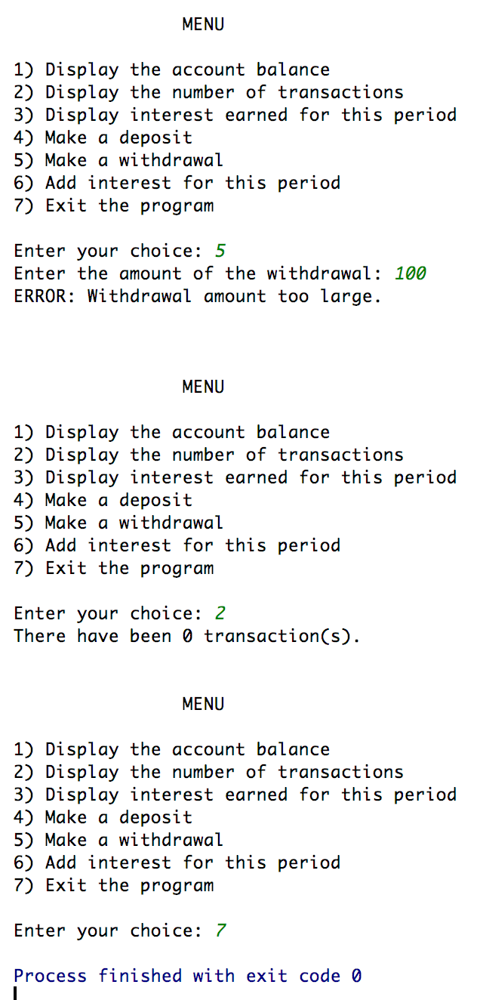 MENU
1) Display the account balance
2) Display the number of transactions
3) Display interest earned for this period
4) Make a deposit
5) Make a withdrawal
6) Add interest for this period
7) Exit the program
Enter your choice: 5
Enter the amount of the withdrawal: 100
ERROR: Withdrawal amount too large.
MENU
1) Display the account balance
2) Display the number of transactions
3) Display interest earned for this period
4) Make a deposit
5) Make a withdrawal
6) Add interest for this period
7) Exit the program
Enter your choice: 2
There have been 0 transaction(s).
MENU
1) Display the account balance
2) Display the number of transactions
3) Display interest earned for this period
4) Make a deposit
5) Make a withdrawal
6) Add interest for this period
7) Exit the program
Enter your choice: 7
Process finished with exit code 0